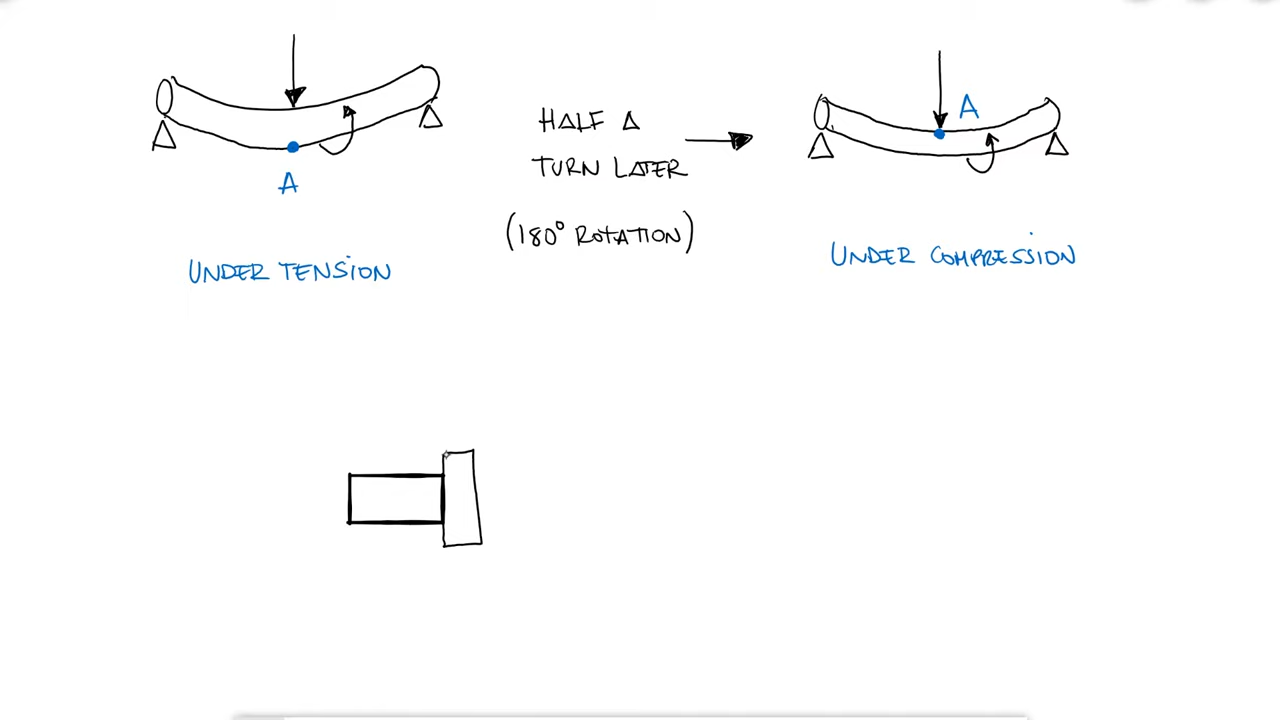 A
UNDER TENSION
HALF A
TURN LATER
(180° ROTATION)
A
UNDER COMPRESSION